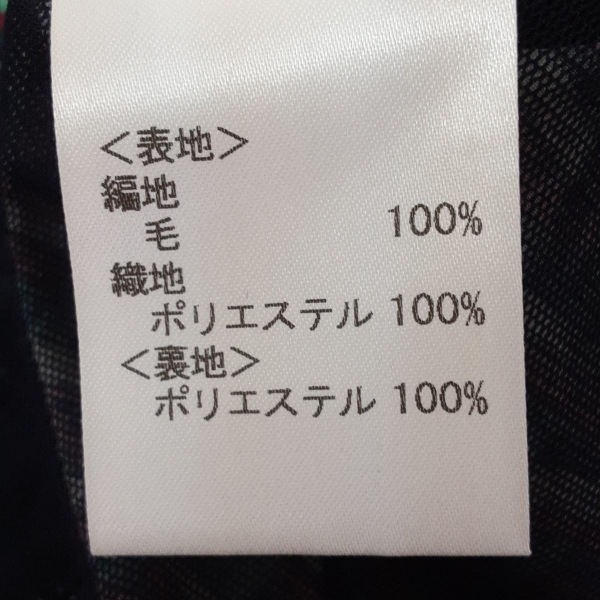 ＜表地＞
編地
毛 100%
織地
ポリエステル 100%
＜裏地＞
ポリエステル 100%